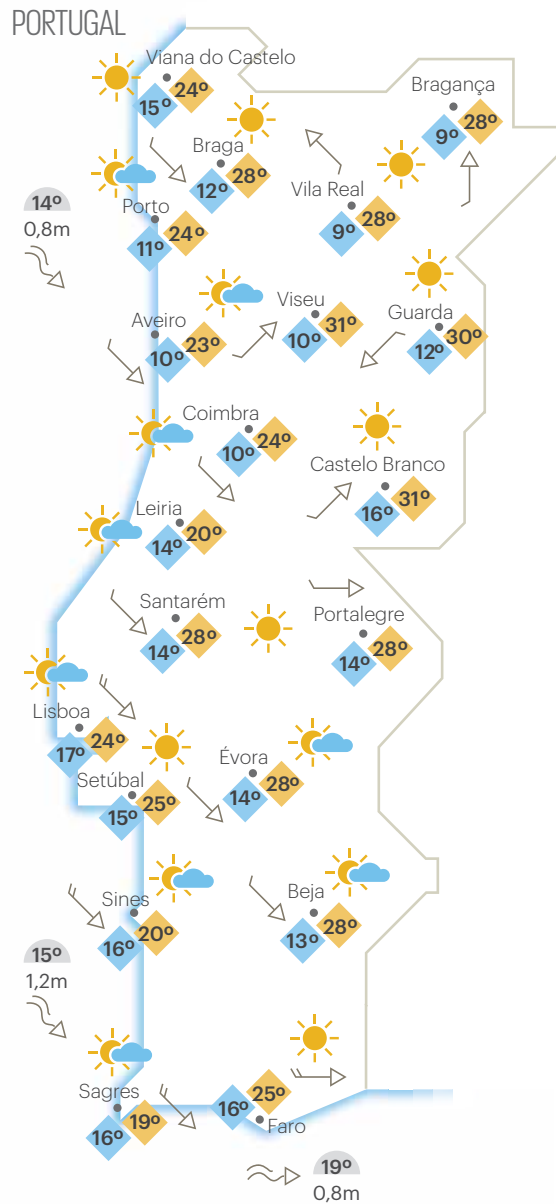 PORTUGAL
Viana do Castelo
15º 24º
Bragança
9º 28º
Braga
12º 28º
Vila Real
9º 28º
14º
0,8m
Porto
11º 24º
Viseu
10º 31º
Guarda
12º 30º
Aveiro
10º 23º
Coimbra
10º 24º
Castelo Branco
16º 31º
Leiria
14º 20º
Santarém
14º 28º
Portalegre
14º 28º
Lisboa
17º 24º
Évora
14º 28º
Setúbal
15º 25º
Sines
16º 20º
Beja
13º 28º
15º
1,2m
Sagres
16º 19º
16º 25º
Faro
19º
0,8m